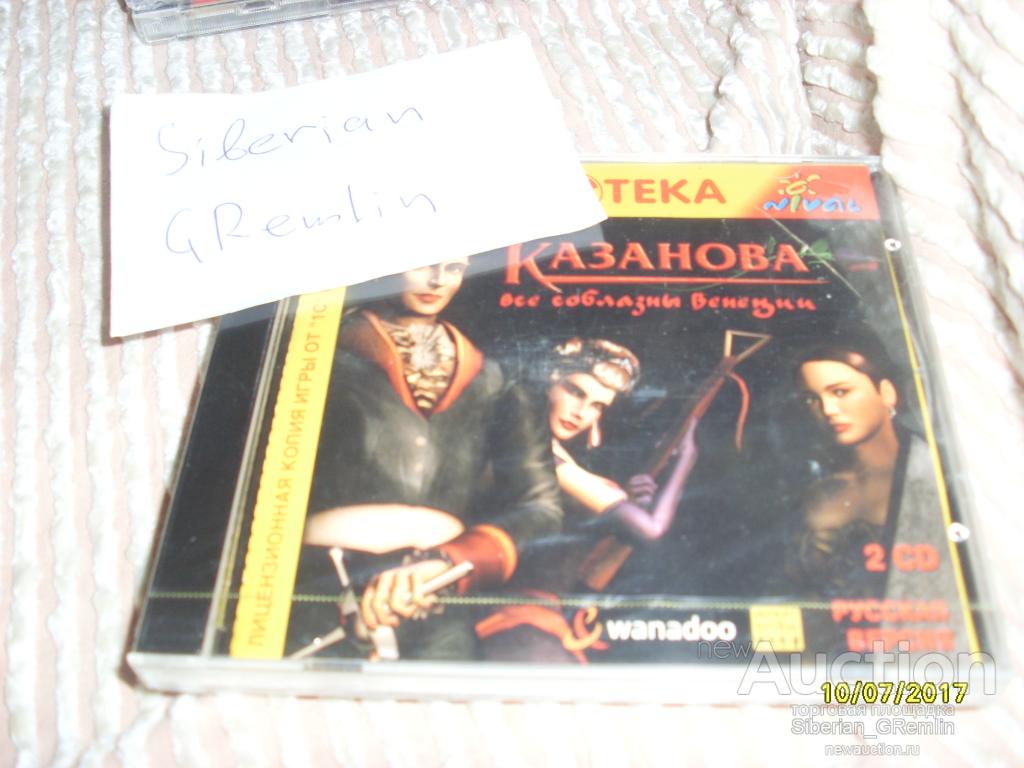 Siberian
GRemlin
ТЕКА
nival
КАЗАНОВА
все соблазны Венеции
ЛИЦЕНЗИОННАЯ КОПИЯ ИГРЫ ОТ "1С
2 CD
РУССКАЯ
ВЕРСИЯ
wanadoo
newAuction
10/07/2017
торговая площадка
Siberian_GRemlin
newauction.ru